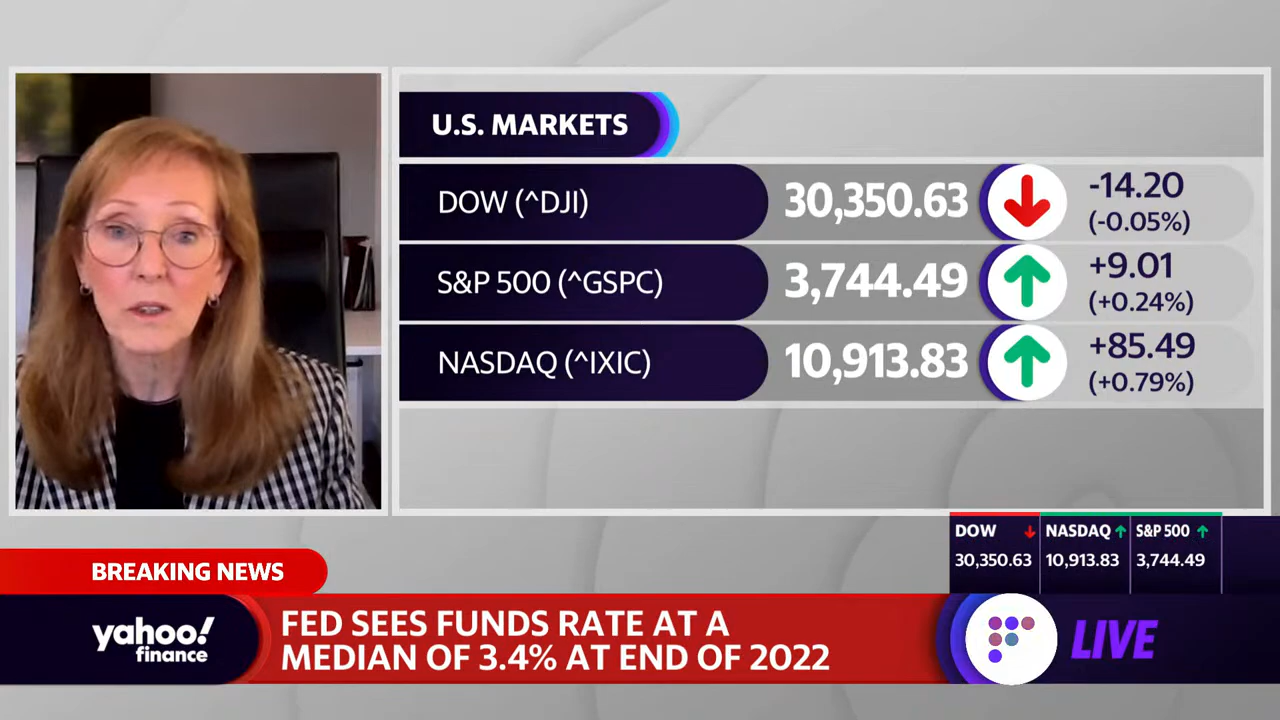 U.S. MARKETS
DOW (^DJI) 30,350.63 -14.20
(-0.05%)
S&P 500 (^GSPC) 3,744.49 +9.01
(+0.24%)
NASDAQ (^IXIC) 10,913.83 +85.49
(+0.79%)
DOW NASDAQ S&P 500
30,350.63 10,913.83 3,744.49
BREAKING NEWS
yahoo!
finance
FED SEES FUNDS RATE AT A
MEDIAN OF 3.4% AT END OF 2022
LIVE